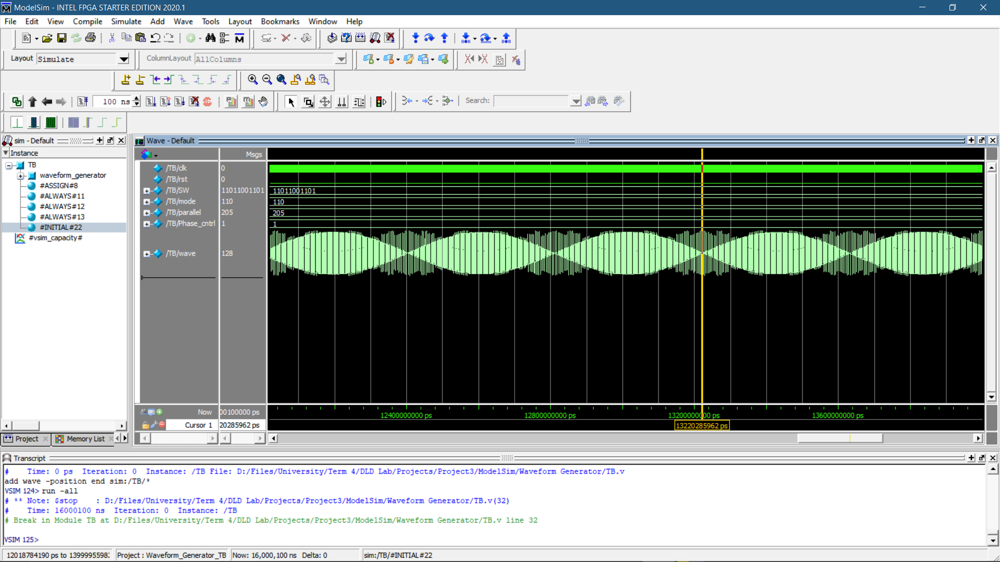 ModelSim - INTEL FPGA STARTER EDITION 2020.1
File Edit View Compile Simulate Add Wave Tools Layout Bookmarks Window Help
Layout Simulate ColumnLayout AllColumns
100 ns Search:
sim - Default
Wave - Default
Instance
Msgs
TB
waveform_generator
#ASSIGN#8
#ALWAYS#11
#ALWAYS#12
#ALWAYS#13
#INITIAL#22
#vsim_capacity#
/TB/clk 0
/TB/rst 0
/TB/SW 11011001101 11011001101
/TB/mode 110 110
/TB/parallel 205 205
/TB/Phase_cntrl 1 1
/TB/wave 128
Now 00100000 ps 12400000000 ps 12800000000 ps 13200000000 ps 13600000000 ps
Cursor 1 20285962 ps 13220285962 ps
Project Memory List
Transcript
# Time: 0 ps Iteration: 0 Instance: /TB File: D:/Files/University/Term 4/DLD Lab/Projects/Project3/ModelSim/Waveform Generator/TB.v
add wave -position end sim:/TB/*
VSIM 124> run -all
# ** Note: $stop : D:/Files/University/Term 4/DLD Lab/Projects/Project3/ModelSim/Waveform Generator/TB.v(32)
# Time: 16000100 ns Iteration: 0 Instance: /TB
# Break in Module TB at D:/Files/University/Term 4/DLD Lab/Projects/Project3/ModelSim/Waveform Generator/TB.v line 32
VSIM 125>
12018784190 ps to 1399995598 Project : Waveform_Generator_TB Now: 16,000,100 ns Delta: 0 sim:/TB/#INITIAL#22